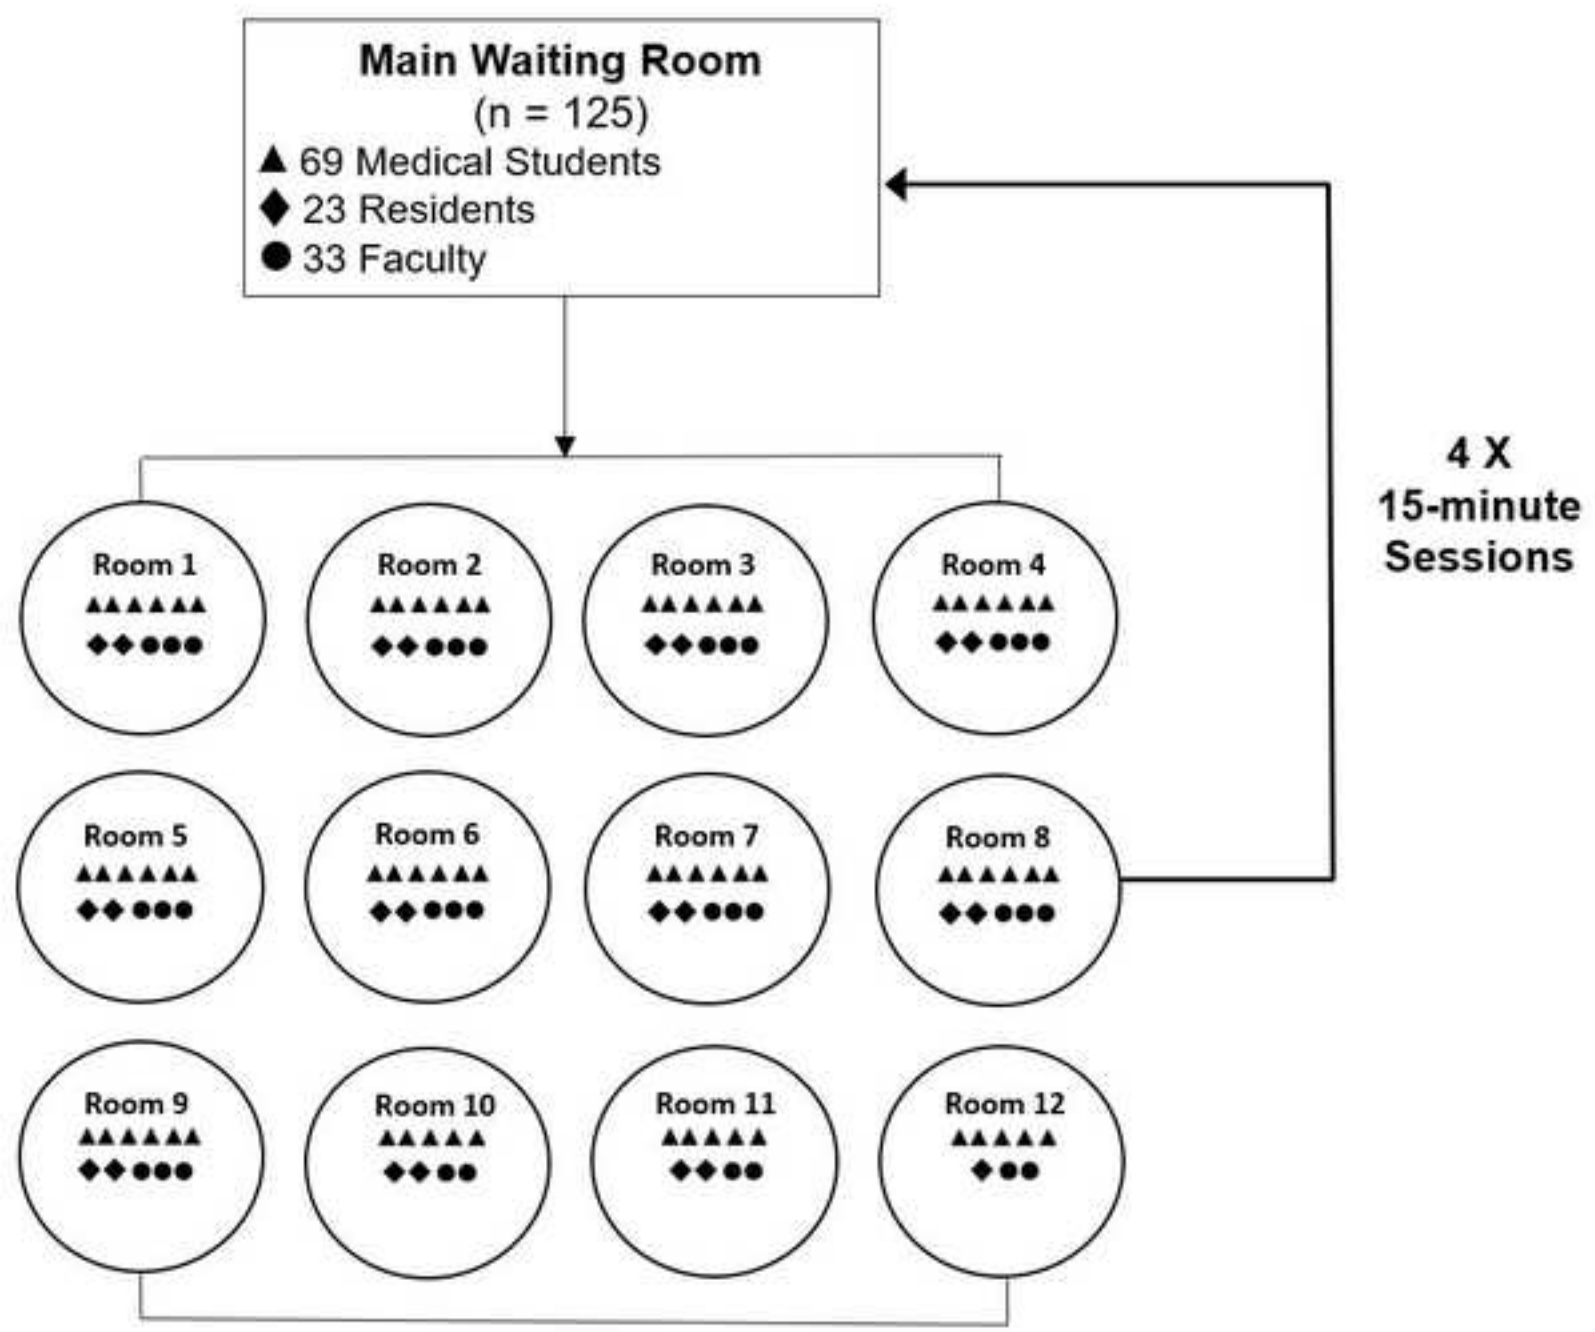 Main Waiting Room
(n = 125)
69 Medical Students
23 Residents
33 Faculty
4 X
15-minute
Sessions
Room 1
Room 2
Room 3
Room 4
Room 5
Room 6
Room 7
Room 8
Room 9
Room 10
Room 11
Room 12